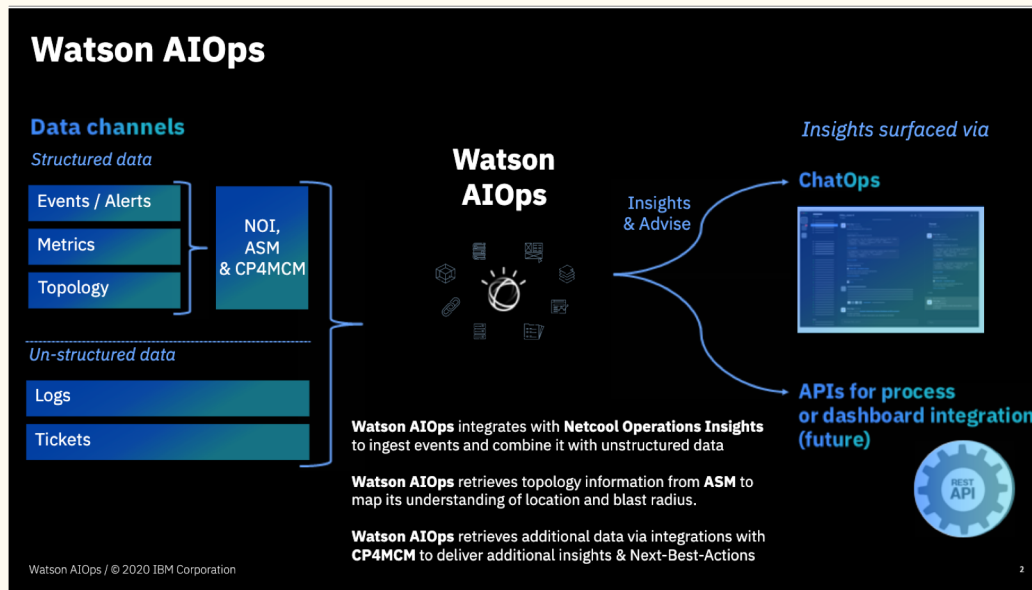 Watson AIOps
Data channels
Structured data
Events / Alerts
Metrics
Topology
NOI,
ASM
& CP4MCM
Un-structured data
Logs
Tickets
Watson
AIOps
Insights
& Advise
Insights surfaced via
ChatOps
APIs for process
or dashboard integration
(future)
REST
API
Watson AIOps integrates with Netcool Operations Insights
to ingest events and combine it with unstructured data
Watson AIOps retrieves topology information from ASM to
map its understanding of location and blast radius.
Watson AIOps retrieves additional data via integrations with
CP4MCM to deliver additional insights & Next-Best-Actions
Watson AIOps / © 2020 IBM Corporation
2